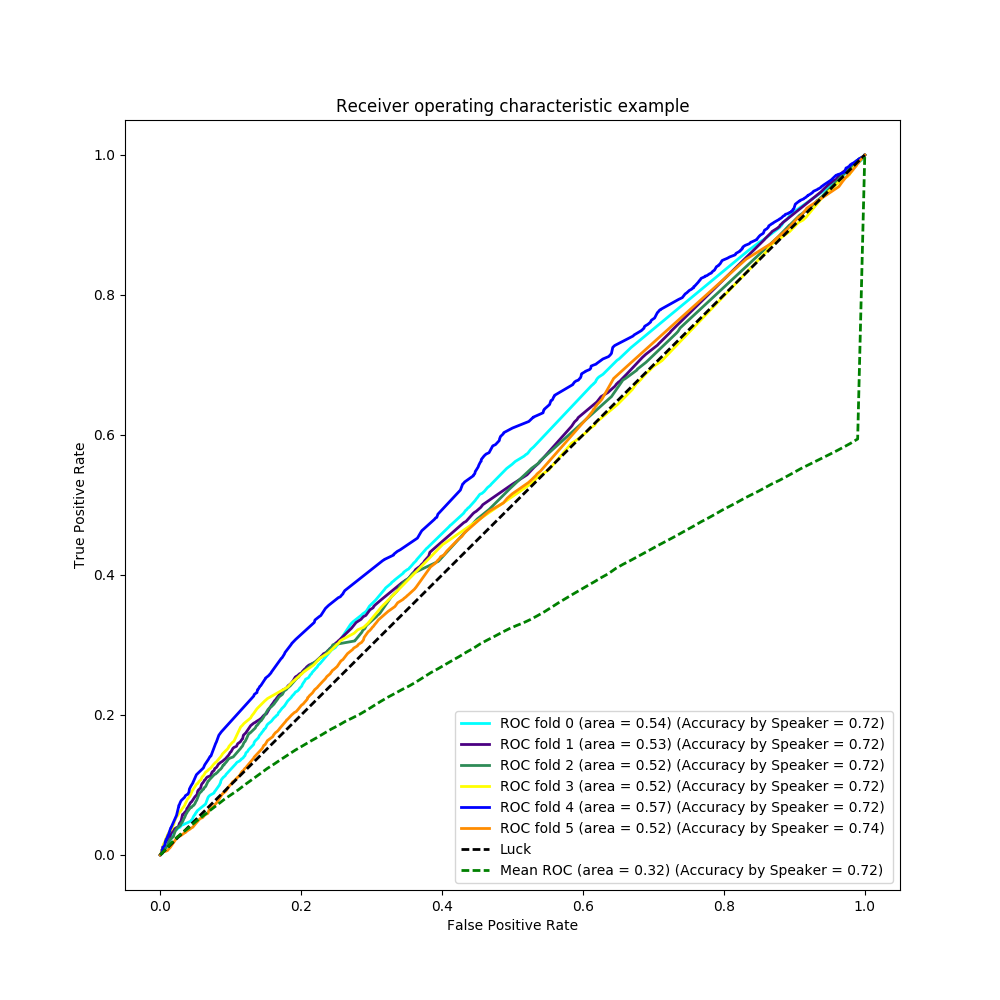 Receiver operating characteristic example
True Positive Rate
1.0
0.8
0.6
0.4
0.2
0.0
ROC fold 0 (area = 0.54) (Accuracy by Speaker = 0.72)
ROC fold 1 (area = 0.53) (Accuracy by Speaker = 0.72)
ROC fold 2 (area = 0.52) (Accuracy by Speaker = 0.72)
ROC fold 3 (area = 0.52) (Accuracy by Speaker = 0.72)
ROC fold 4 (area = 0.57) (Accuracy by Speaker = 0.72)
ROC fold 5 (area = 0.52) (Accuracy by Speaker = 0.74)
Luck
Mean ROC (area = 0.32) (Accuracy by Speaker = 0.72)
0.0 0.2 0.4 0.6 0.8 1.0
False Positive Rate